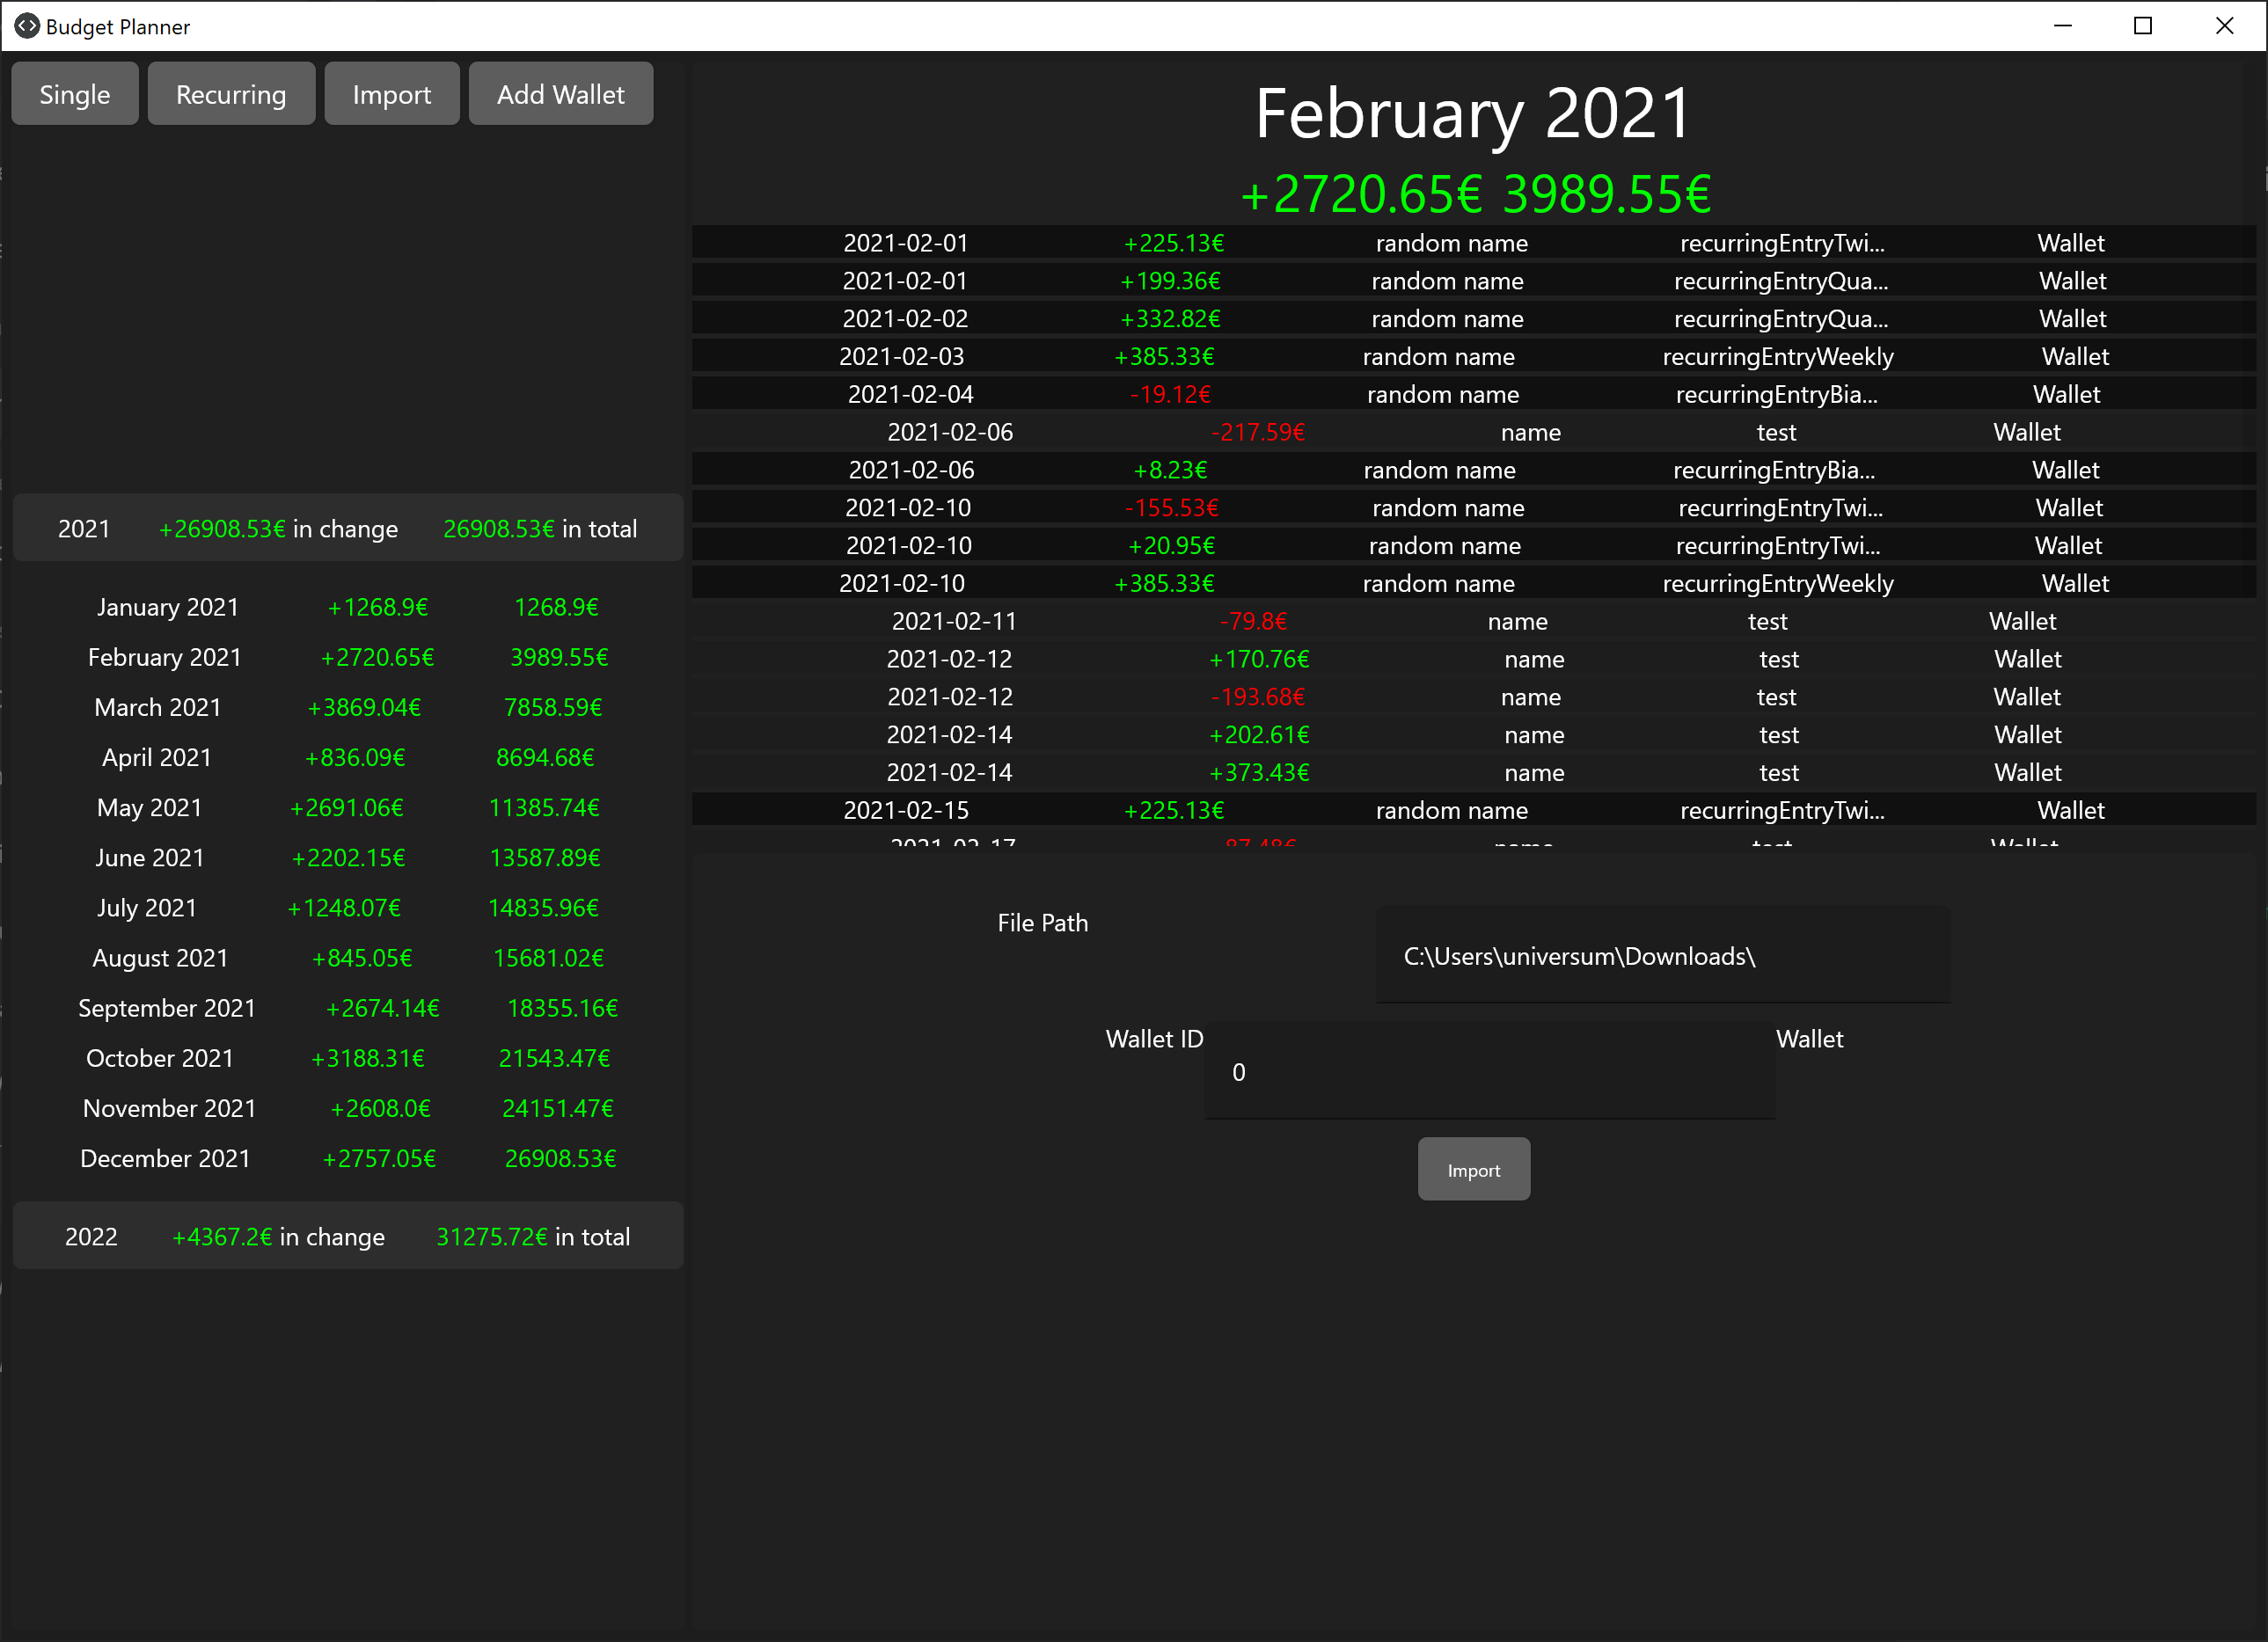 Budget Planner
Single Recurring Import Add Wallet
2021 +26908.53€ in change 26908.53€ in total
January 2021 +1268.9€ 1268.9€
February 2021 +2720.65€ 3989.55€
March 2021 +3869.04€ 7858.59€
April 2021 +836.09€ 8694.68€
May 2021 +2691.06€ 11385.74€
June 2021 +2202.15€ 13587.89€
July 2021 +1248.07€ 14835.96€
August 2021 +845.05€ 15681.02€
September 2021 +2674.14€ 18355.16€
October 2021 +3188.31€ 21543.47€
November 2021 +2608.0€ 24151.47€
December 2021 +2757.05€ 26908.53€
2022 +4367.2€ in change 31275.72€ in total
February 2021
+2720.65€ 3989.55€
2021-02-01 +225.13€ random name recurringEntryTwi... Wallet
2021-02-01 +199.36€ random name recurringEntryQua... Wallet
2021-02-02 +332.82€ random name recurringEntryQua... Wallet
2021-02-03 +385.33€ random name recurringEntryWeekly Wallet
2021-02-04 -19.12€ random name recurringEntryBia... Wallet
2021-02-06 -217.59€ name test Wallet
2021-02-06 +8.23€ random name recurringEntryBia... Wallet
2021-02-10 -155.53€ random name recurringEntryTwi... Wallet
2021-02-10 +20.95€ random name recurringEntryTwi... Wallet
2021-02-10 +385.33€ random name recurringEntryWeekly Wallet
2021-02-11 -79.8€ name test Wallet
2021-02-12 +170.76€ name test Wallet
2021-02-12 -193.68€ name test Wallet
2021-02-14 +202.61€ name test Wallet
2021-02-14 +373.43€ name test Wallet
2021-02-15 +225.13€ random name recurringEntryTwi... Wallet
2021-02-17 -87.48€ name test Wallet
File Path C:\Users\universum\Downloads\
Wallet ID 0 Wallet
Import